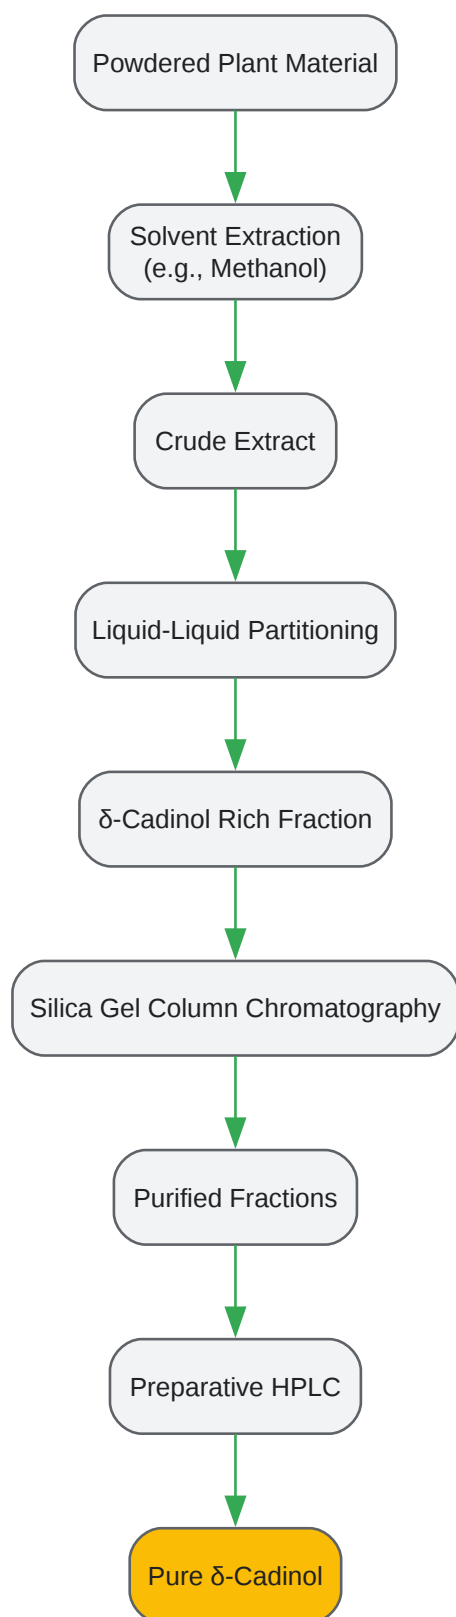 Powdered Plant Material
Solvent Extraction
(e.g., Methanol)
Crude Extract
Liquid-Liquid Partitioning
δ-Cadinol Rich Fraction
Silica Gel Column Chromatography
Purified Fractions
Preparative HPLC
Pure δ-Cadinol